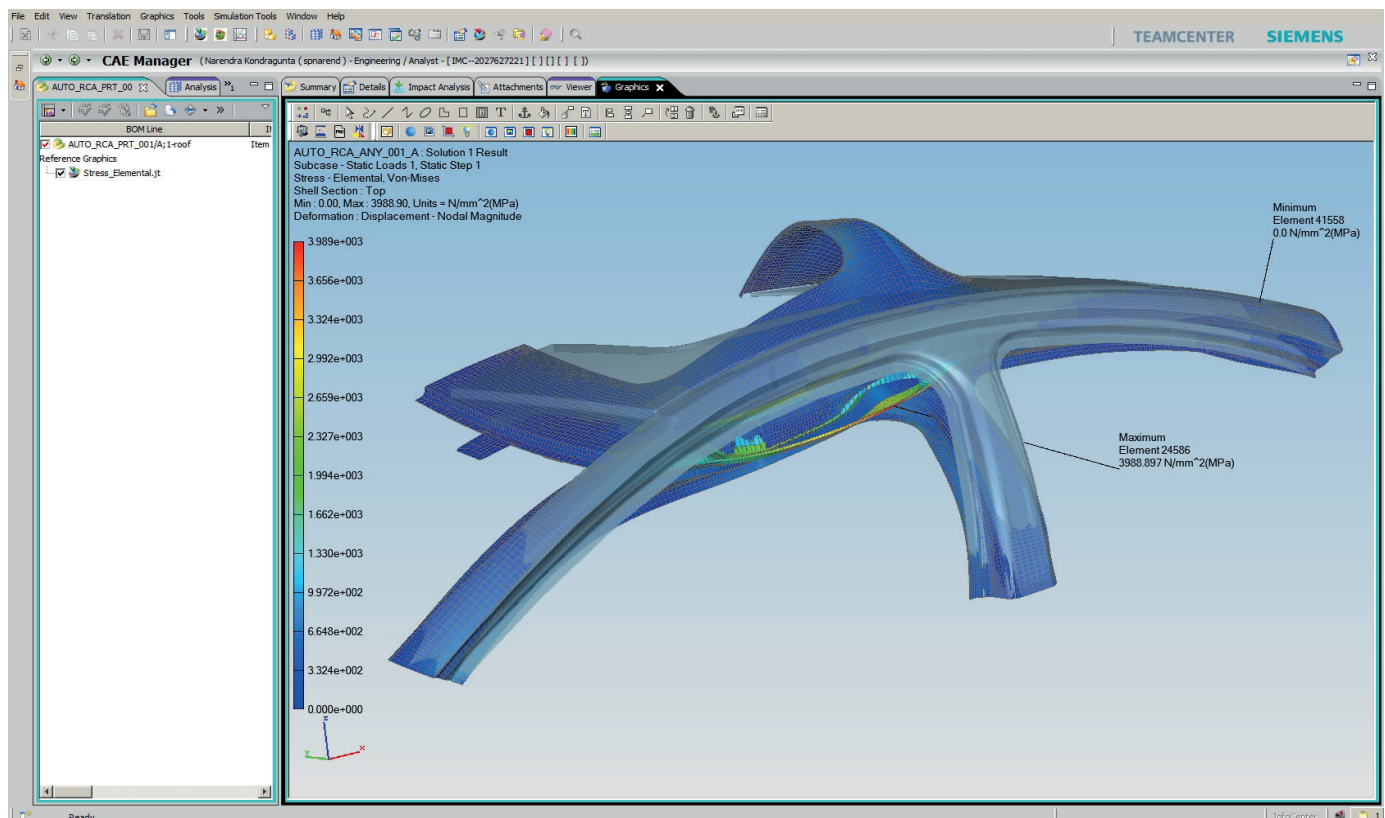 File Edit View Translation Graphics Tools Simulation Tools Window Help
TEAMCENTER SIEMENS
CAE Manager (Narendra Kondragunta ( spnarend ) - Engineering / Analyst - [ IMC--2027627221 ] [ ] [ ] [ ] [ ])
AUTO_RCA_PRT_00 Analysis »1 Summary Details Impact Analysis Attachments Viewer Graphics
BOM Line
AUTO_RCA_PRT_001/A;1-roof Item
Reference Graphics
Stress_Elemental.jt
AUTO_RCA_ANY_001_A : Solution 1 Result
Subcase - Static Loads 1, Static Step 1
Stress - Elemental, Von-Mises
Shell Section : Top
Min : 0.00, Max : 3988.90, Units = N/mm^2(MPa)
Deformation : Displacement - Nodal Magnitude
3.989e+003
3.656e+003
3.324e+003
2.992e+003
2.659e+003
2.327e+003
1.994e+003
1.662e+003
1.330e+003
9.972e+002
6.648e+002
3.324e+002
0.000e+000
Minimum
Element 41558
0.0 N/mm^2(MPa)
Maximum
Element 24586
3988.897 N/mm^2(MPa)
z
y
x
Ready
InfoCenter
1